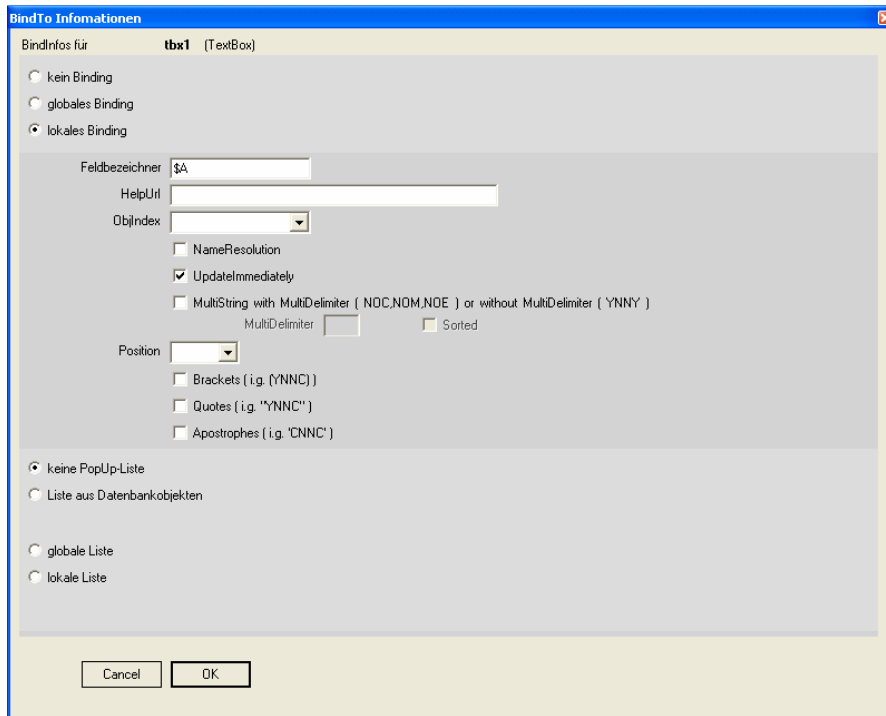 BindTo Infomationen
BindInfos für tbx1 (TextBox)
kein Binding
globales Binding
lokales Binding
Feldbezeichner $A
HelpUrl
ObjIndex
NameResolution
UpdateImmediately
MultiString with MultiDelimiter ( NOC,NOM,NOE ) or without MultiDelimiter ( YNNY )
MultiDelimiter Sorted
Position
Brackets ( i.g. (YNNC) )
Quotes ( i.g. "YNNC" )
Apostrophes ( i.g. 'CNNC' )
keine PopUp-Liste
Liste aus Datenbankobjekten
globale Liste
lokale Liste
Cancel OK